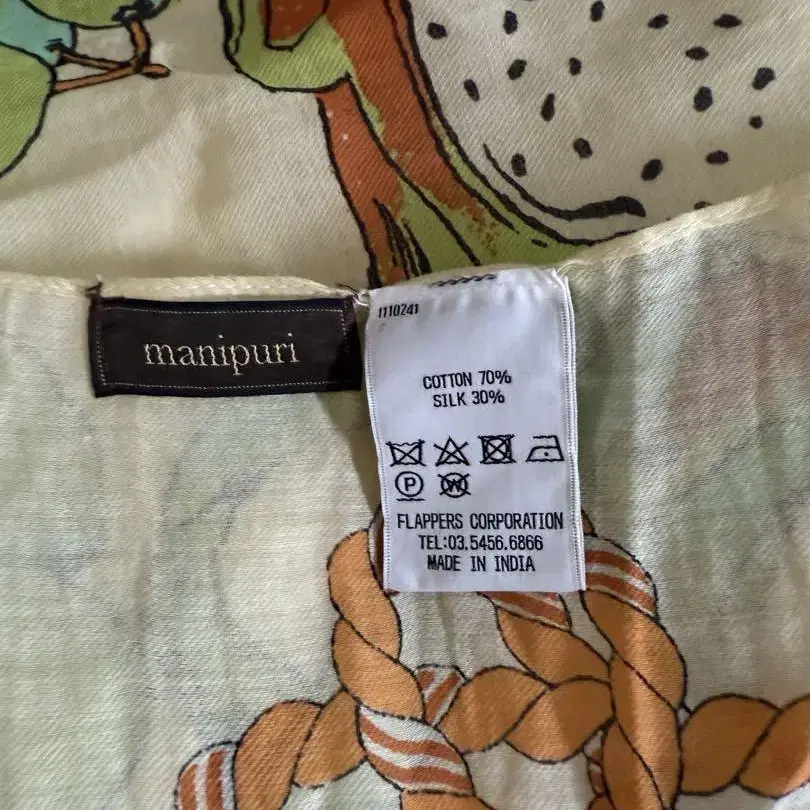 manipuri
1110241
COTTON 70%
SILK 30%
P W
FLAPPERS CORPORATION
TEL:03.5456.6866
MADE IN INDIA